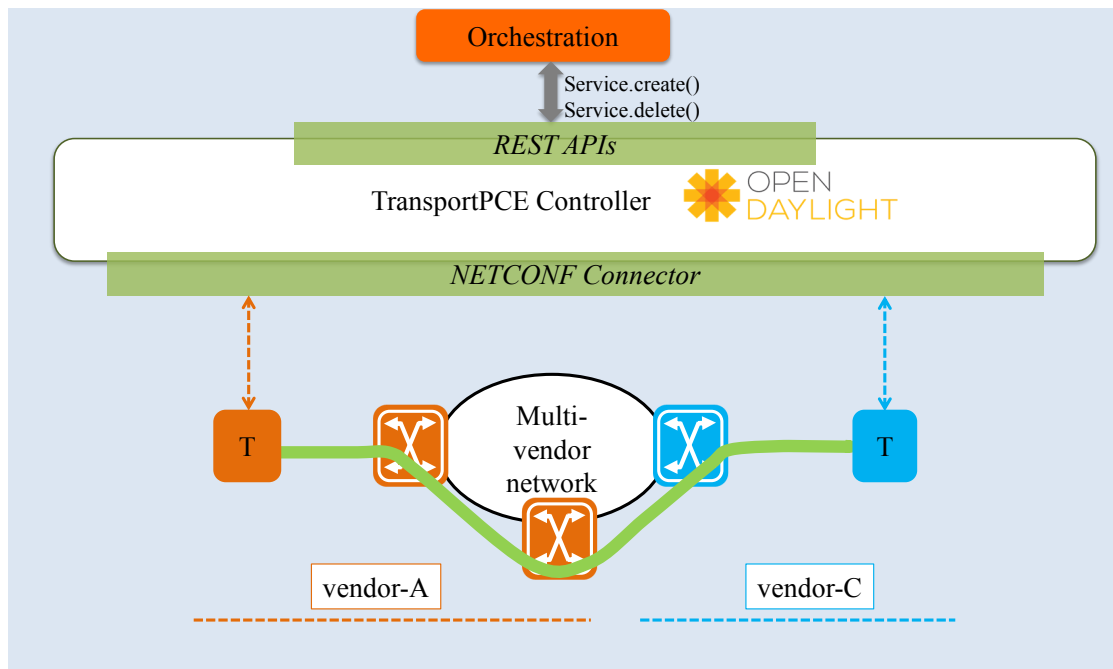 Orchestration
Service.create()
Service.delete()
REST APIs
TransportPCE Controller
OPEN
DAYLIGHT
NETCONF Connector
T
T
Multi-
vendor
network
vendor-A
vendor-C